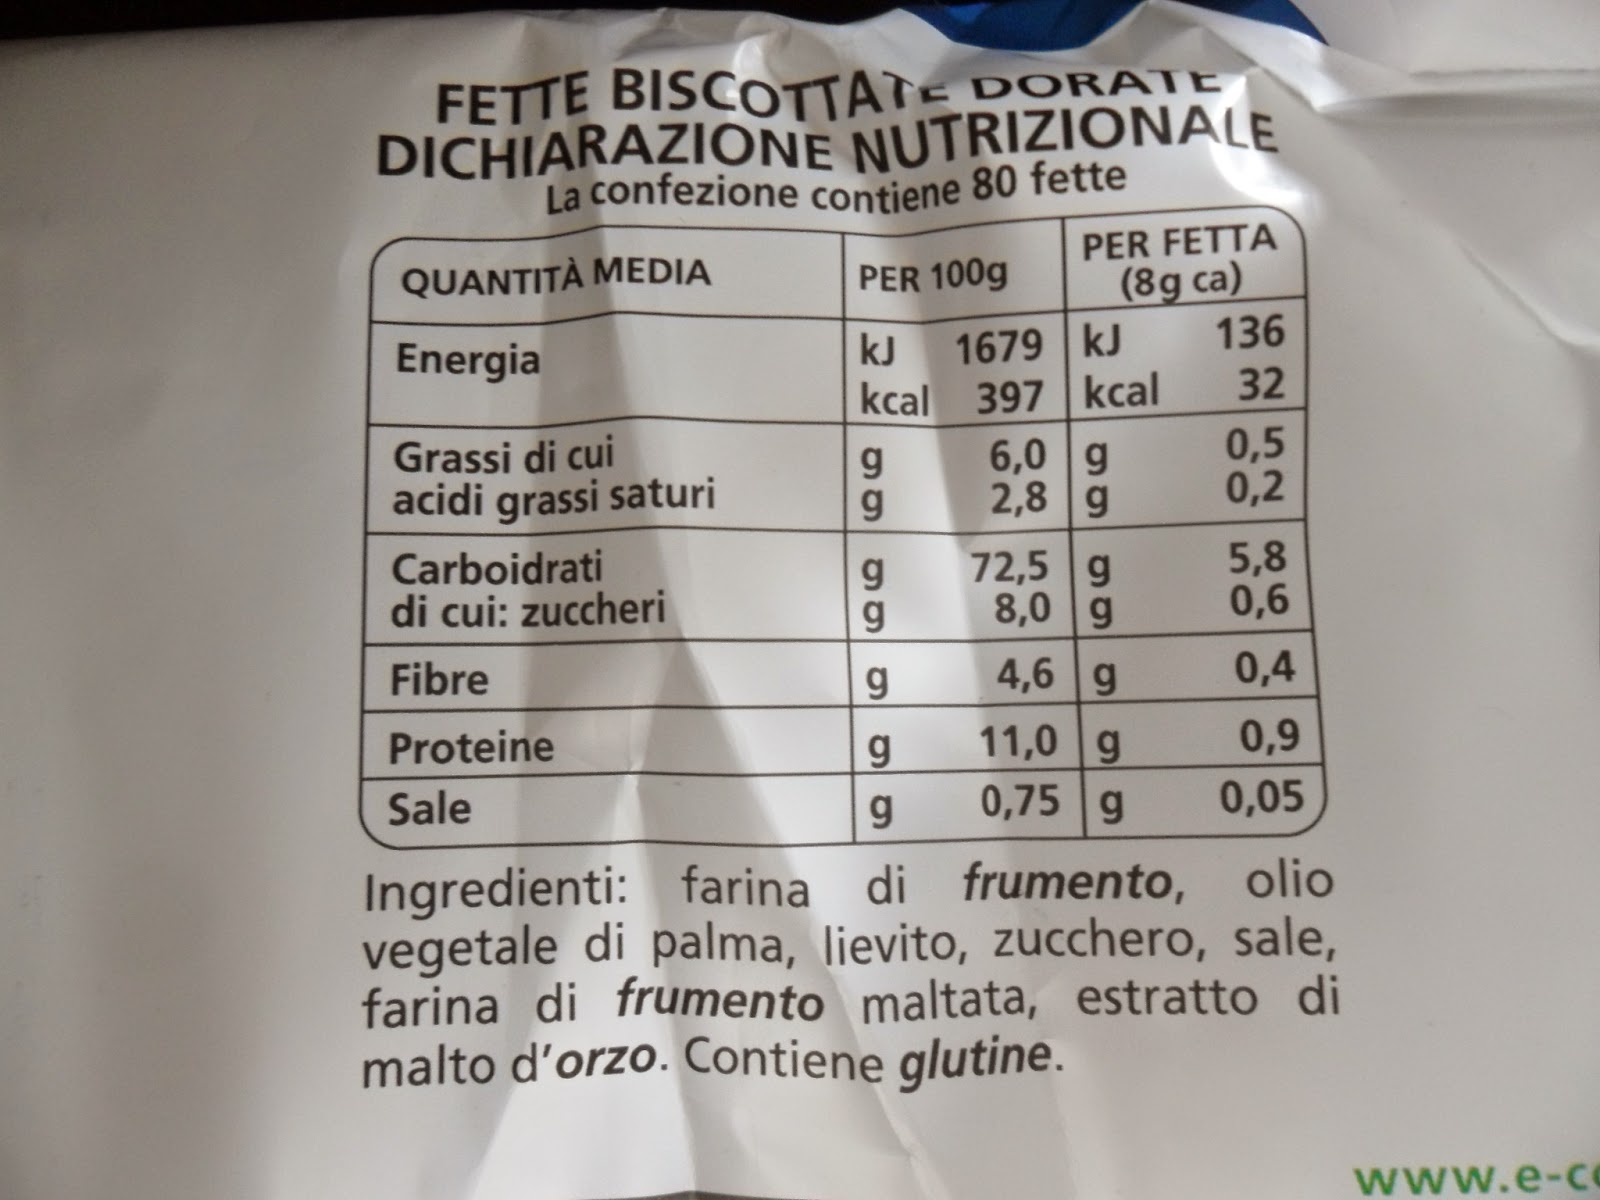 FETTE BISCOTTATE DORATE
DICHIARAZIONE NUTRIZIONALE
La confezione contiene 80 fette
QUANTITÀ MEDIA PER 100g PER FETTA (8g ca)
Energia kJ 1679 kJ 136
kcal 397 kcal 32
Grassi di cui g 6,0 g 0,5
acidi grassi saturi g 2,8 g 0,2
Carboidrati g 72,5 g 5,8
di cui: zuccheri g 8,0 g 0,6
Fibre g 4,6 g 0,4
Proteine g 11,0 g 0,9
Sale g 0,75 g 0,05
Ingredienti: farina di frumento, olio
vegetale di palma, lievito, zucchero, sale,
farina di frumento maltata, estratto di
malto d'orzo. Contiene glutine.